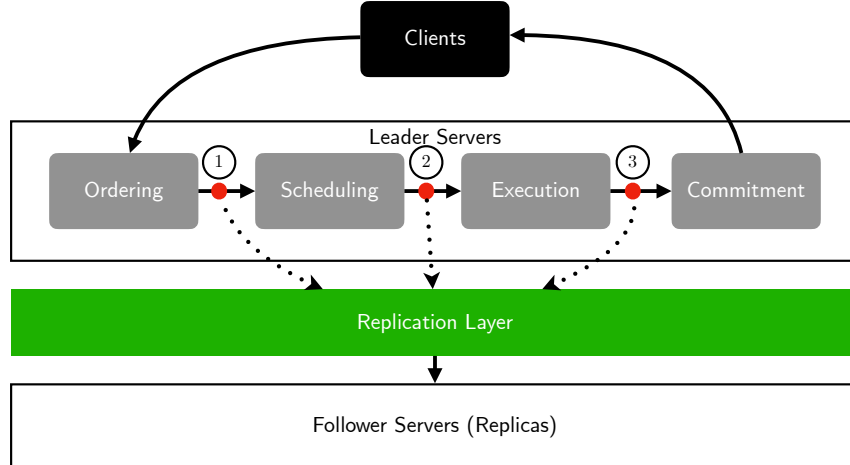 Clients
Leader Servers
1
2
3
Ordering
Scheduling
Execution
Commitment
Replication Layer
Follower Servers (Replicas)